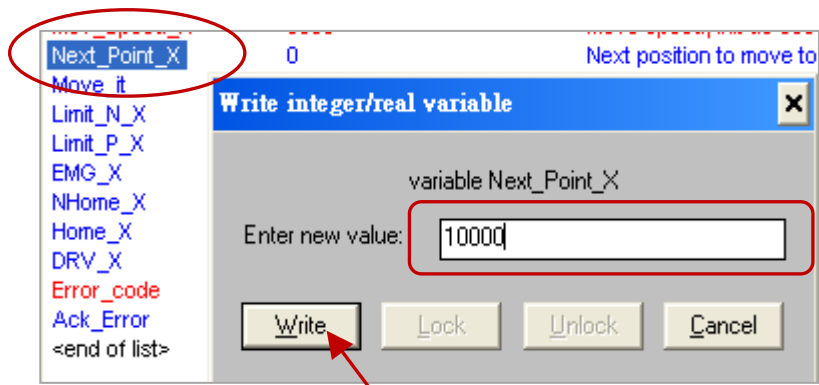 Next_Point_X 0 Next position to move to
Move_it
Limit_N_X
Limit_P_X
EMG_X
NHome_X
Home_X
DRV_X
Error_code
Ack_Error
<end of list>
Write integer/real variable
variable Next_Point_X
Enter new value: 10000
Write Lock Unlock Cancel